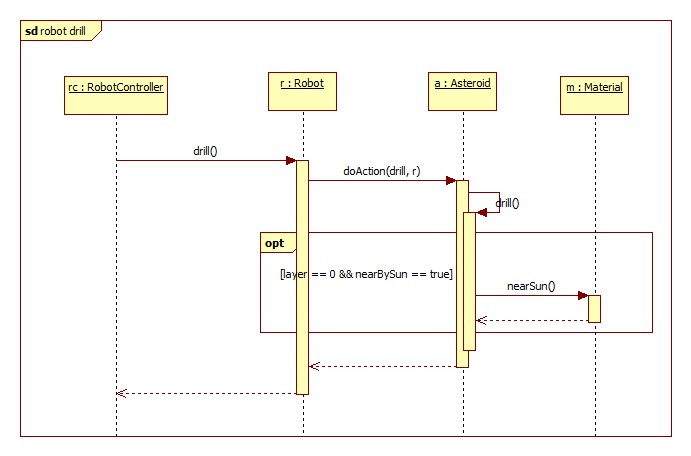 sd robot drill
rc : RobotController
r : Robot
a : Asteroid
m : Material
drill()
doAction(drill, r)
drill()
opt
[layer == 0 && nearBySun == true]
nearSun()